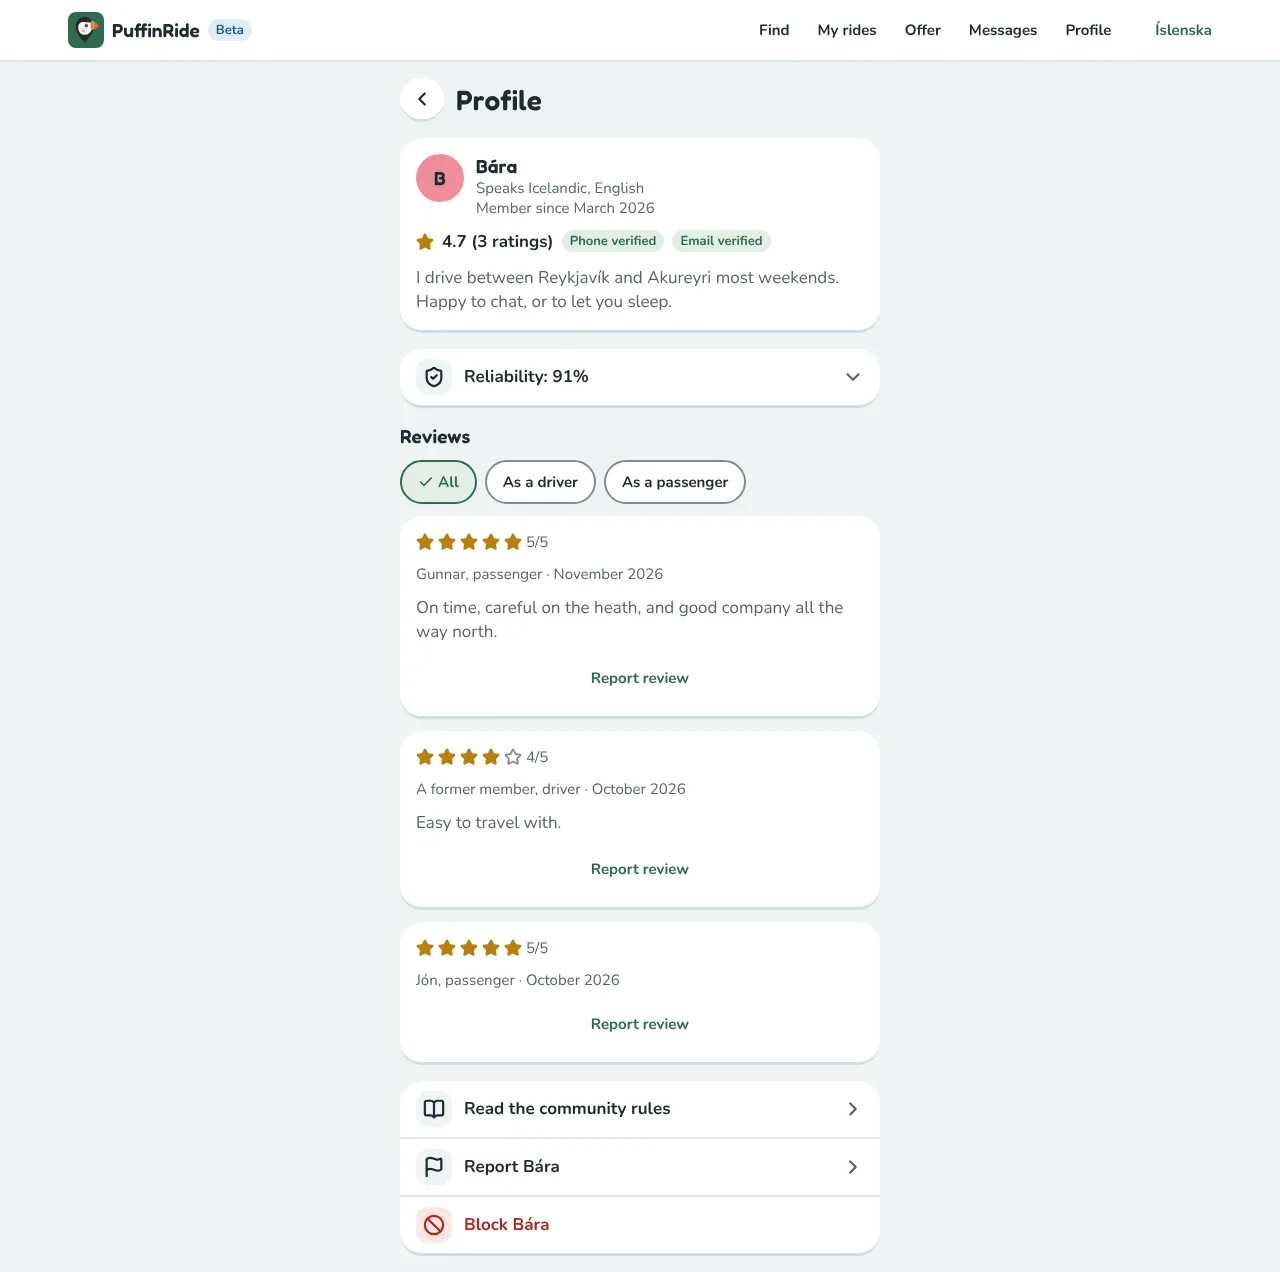 PuffinRide Beta
Find My rides Offer Messages Profile Íslenska
Profile
B
Bára
Speaks Icelandic, English
Member since March 2026
4.7 (3 ratings) Phone verified Email verified
I drive between Reykjavík and Akureyri most weekends.
Happy to chat, or to let you sleep.
Reliability: 91%
Reviews
All As a driver As a passenger
5/5
Gunnar, passenger · November 2026
On time, careful on the heath, and good company all the
way north.
Report review
4/5
A former member, driver · October 2026
Easy to travel with.
Report review
5/5
Jón, passenger · October 2026
Report review
Read the community rules
Report Bára
Block Bára